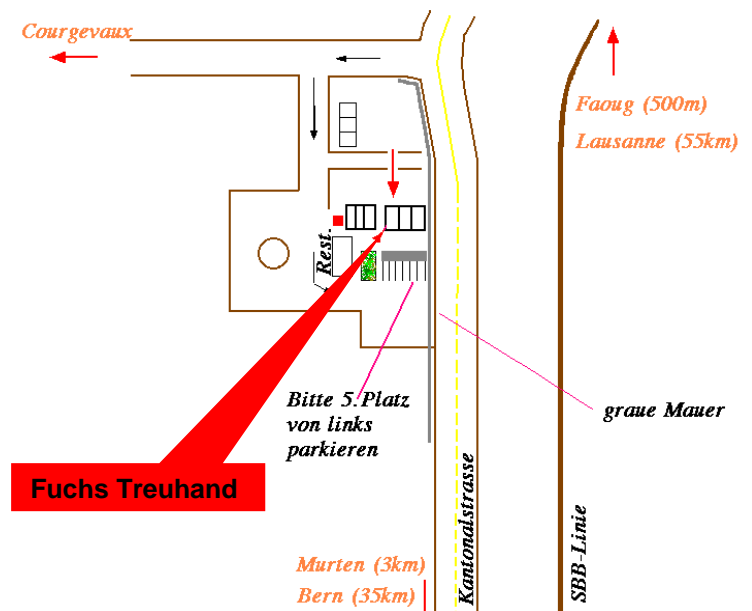 Courgevaux
Faoug (500m)
Lausanne (55km)
Rest.
Bitte 5.Platz
von links
parkieren
graue Mauer
Fuchs Treuhand
Kantonalstrasse
SBB-Linie
Murten (3km)
Bern (35km)